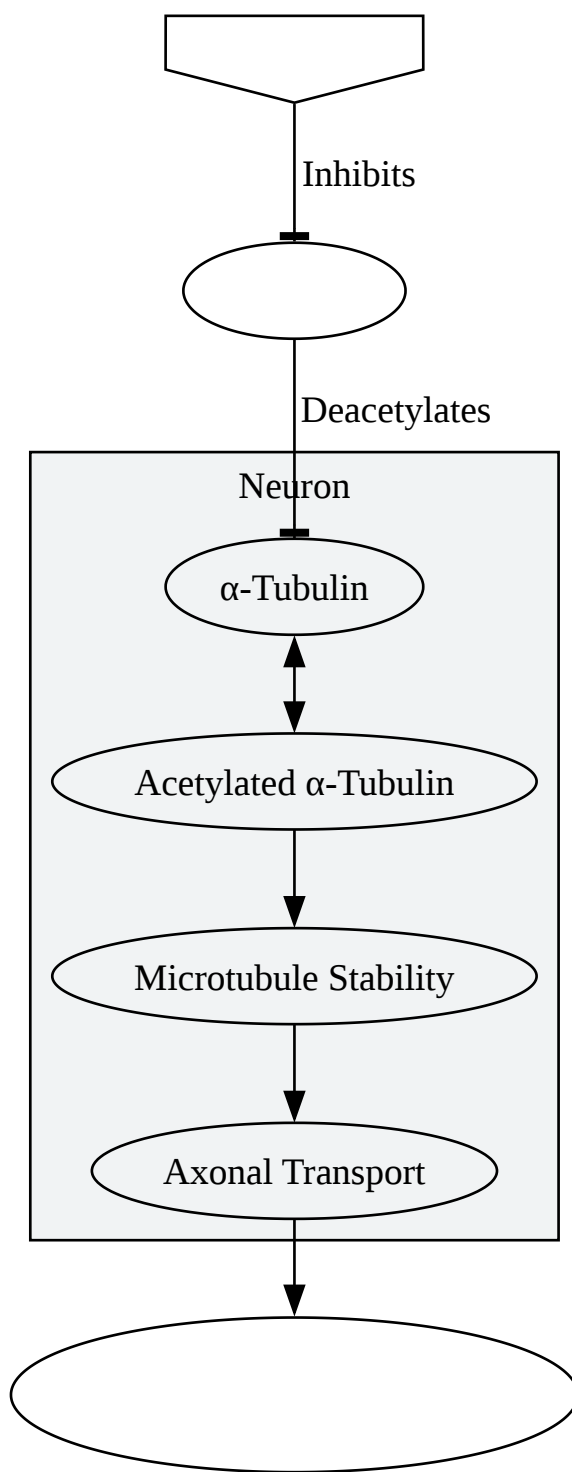 Inhibits
Deacetylates
Neuron
α-Tubulin
Acetylated α-Tubulin
Microtubule Stability
Axonal Transport